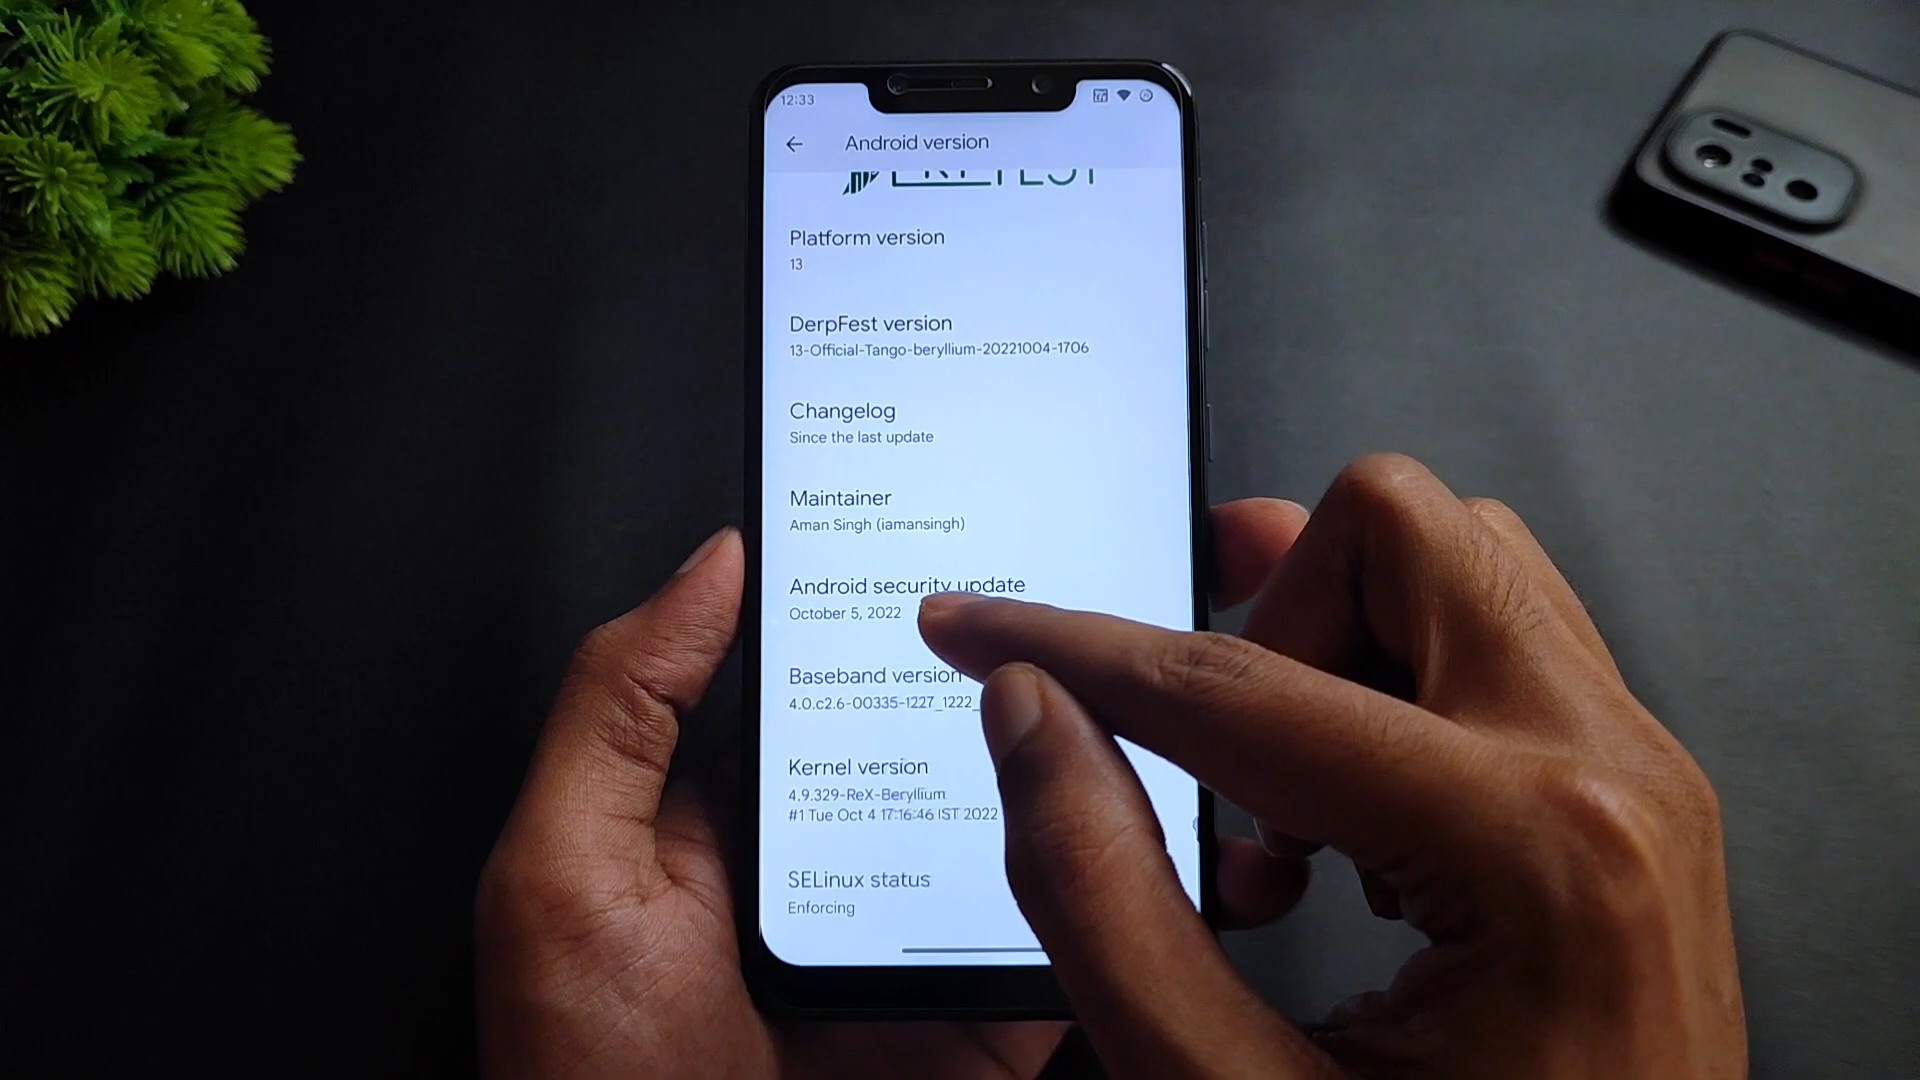 12:33
Android version
Platform version
13
DerpFest version
13-Official-Tango-beryllium-20221004-1706
Changelog
Since the last update
Maintainer
Aman Singh (iamansingh)
Android security update
October 5, 2022
Baseband version
4.0.c2.6-00335-1227_1222_
Kernel version
4.9.329-ReX-Beryllium
#1 Tue Oct 4 17:16:46 IST 2022
SELinux status
Enforcing